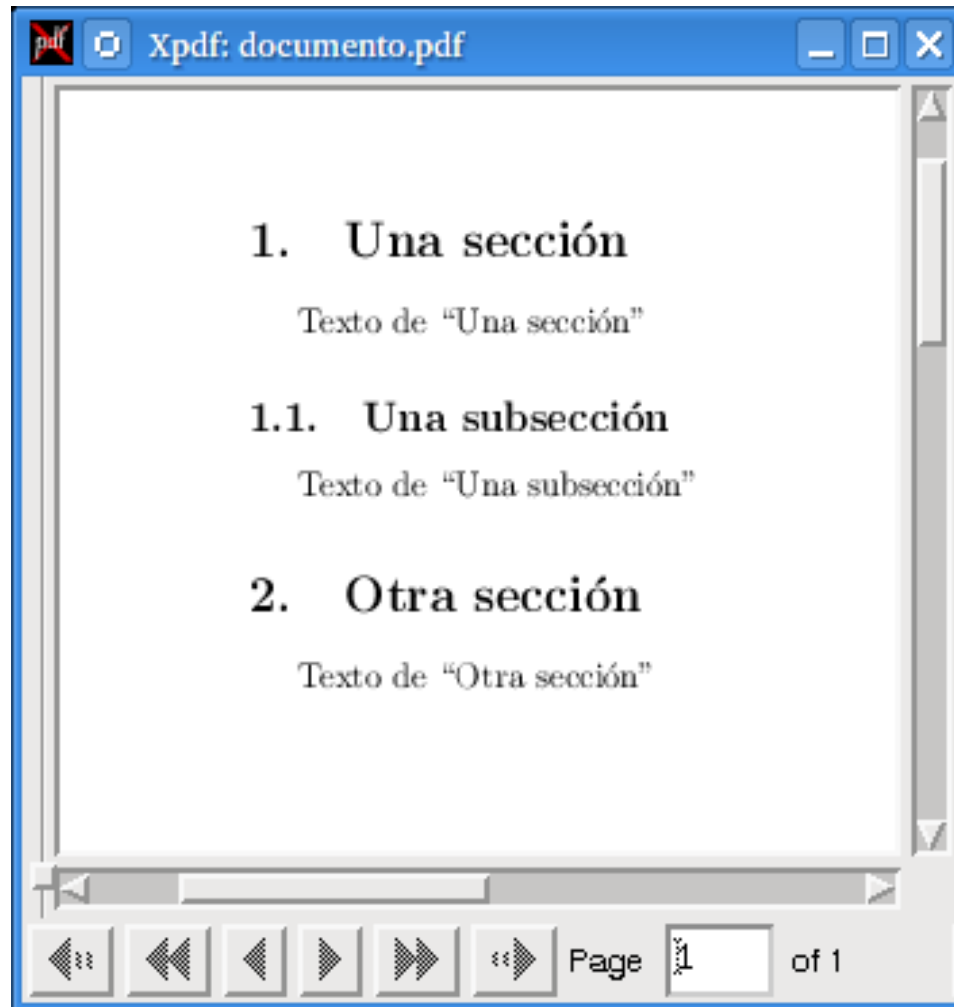 pdf
Xpdf: documento.pdf
1. Una sección
Texto de “Una sección”
1.1. Una subsección
Texto de “Una subsección”
2. Otra sección
Texto de “Otra sección”
Page 1 of 1